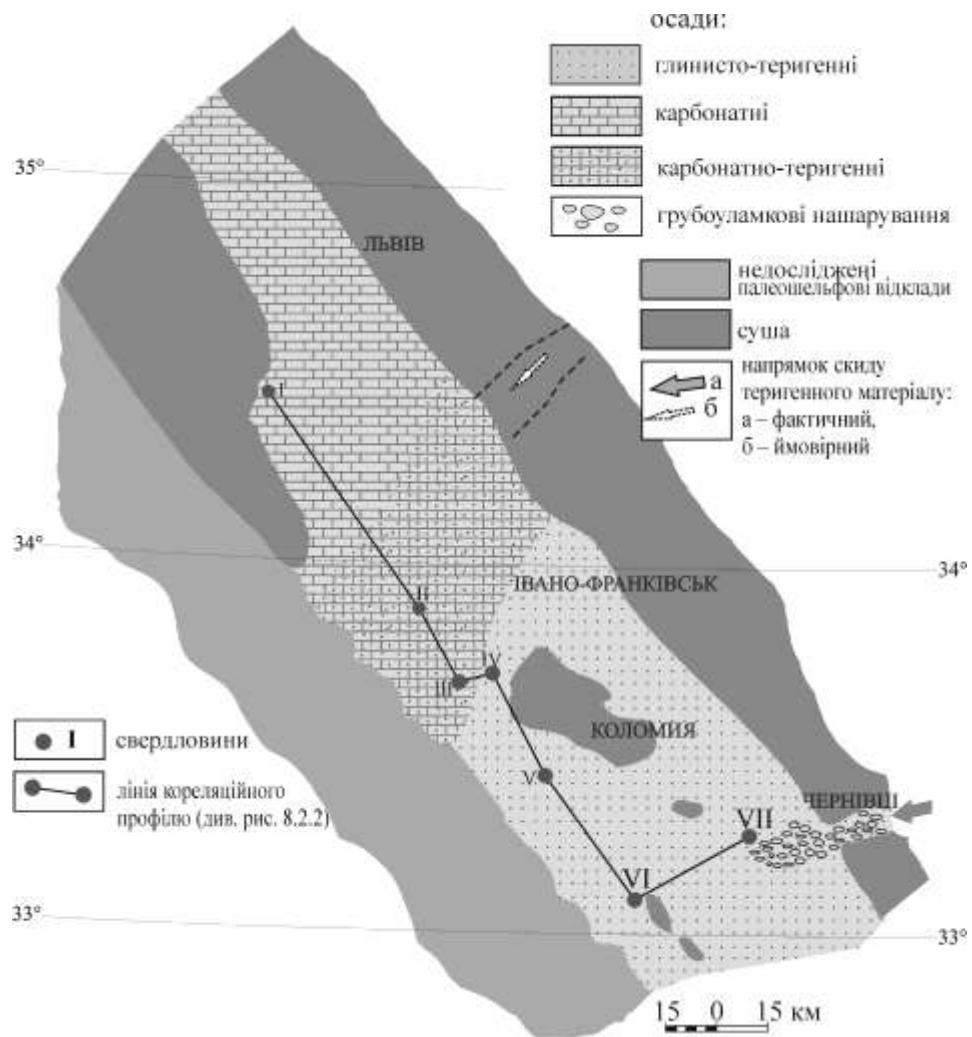 осади:
глинисто-теригенні
карбонатні
карбонатно-теригенні
грубоуламкові нашарування
недосліджені
палеошельфові відклади
суша
а
б
напрямок скиду
теригенного матеріалу:
а – фактичний,
б – ймовірний
35°
ЛЬВІВ
I
34°
34°
ІВАНО-ФРАНКІВСЬК
II
III
IV
КОЛОМИЯ
V
ЧЕРНІВЦІ
VII
VI
I
свердловини
лінія кореляційного
профілю (див. рис. 8.2.2)
33°
33°
15 0 15 км